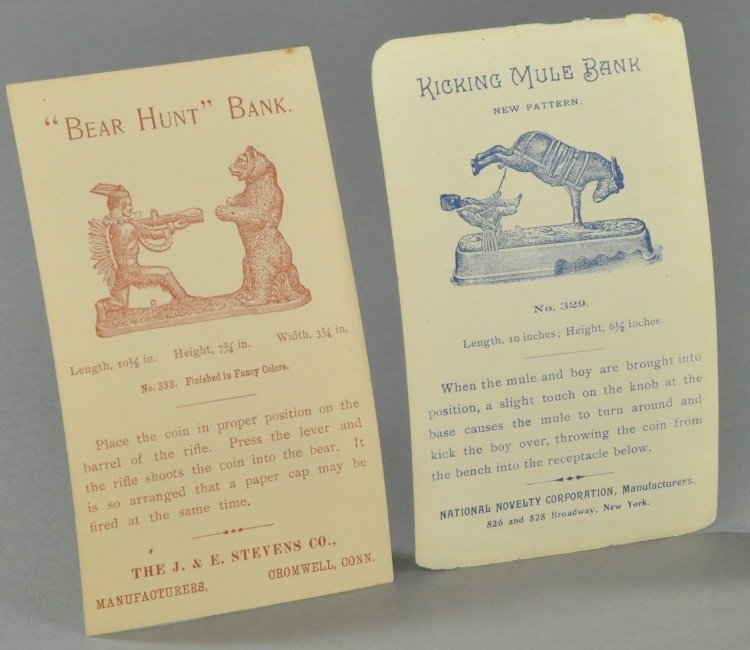 "BEAR HUNT" BANK.
Length, 10½ in. Height, 7¾ in. Width, 3¼ in.
No. 333. Finished in Fancy Colors.
Place the coin in proper position on the
barrel of the rifle. Press the lever and
the rifle shoots the coin into the bear. It
is so arranged that a paper cap may be
fired at the same time.
THE J. & E. STEVENS CO.,
MANUFACTURERS. CROMWELL, CONN.
KICKING MULE BANK
NEW PATTERN.
No. 329.
Length, 10 inches; Height, 6½ inches.
When the mule and boy are brought into
position, a slight touch on the knob at the
base causes the mule to turn around and
kick the boy over, throwing the coin from
the bench into the receptacle below.
NATIONAL NOVELTY CORPORATION, Manufacturers,
826 and 828 Broadway, New York.